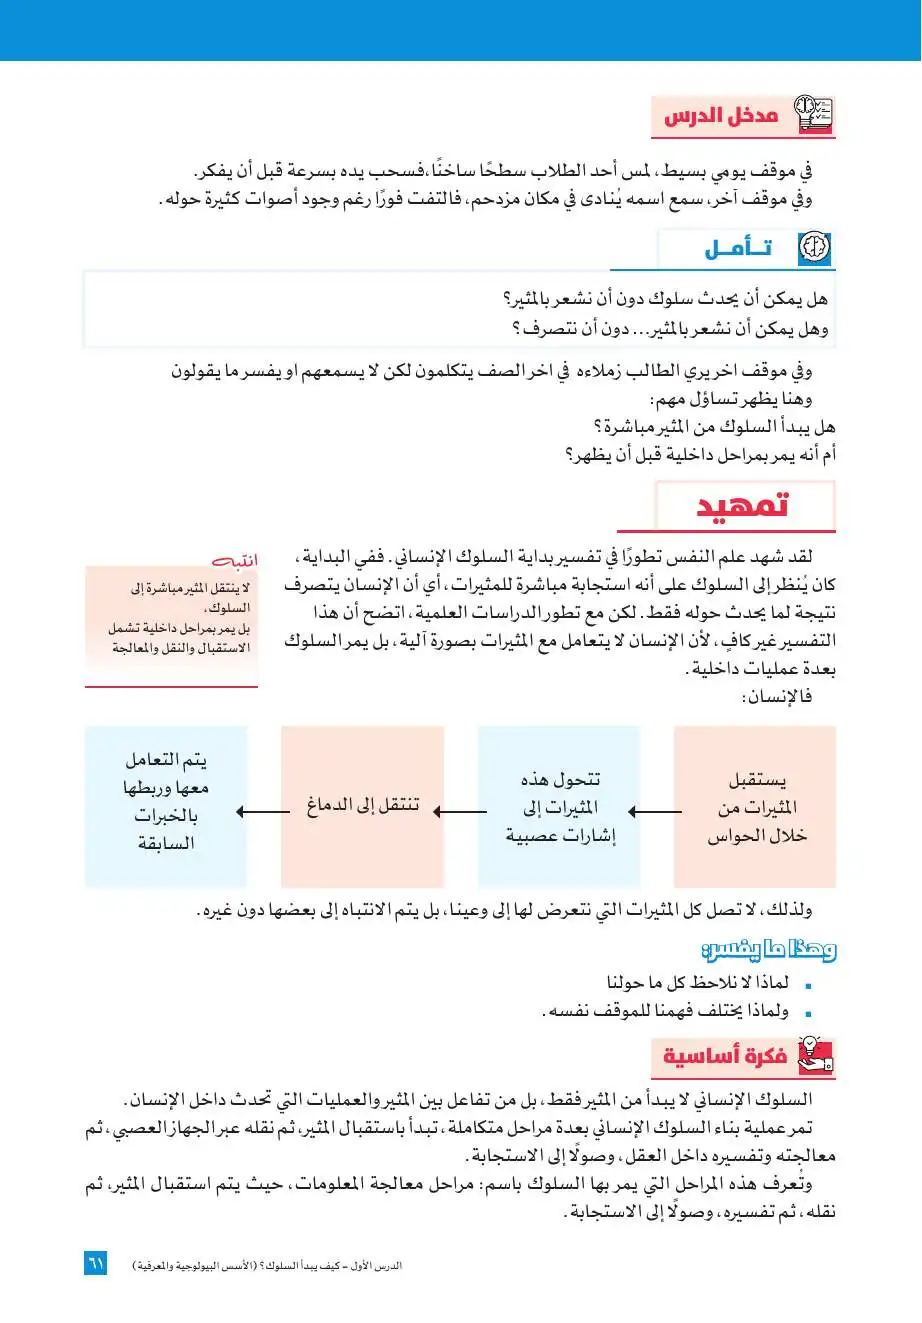 مدخل الدرس
في موقف يومي بسيط، لمس أحد الطلاب سطحًا ساخنًا،فسحب يده بسرعة قبل أن يفكر.
وفي موقف آخر، سمع اسمه يُنادى في مكان مزدحم، فالتفت فورًا رغم وجود أصوات كثيرة حوله.
تــأمــل
هل يمكن أن يحدث سلوك دون أن نشعر بالمثير؟
وهل يمكن أن نشعر بالمثير... دون أن نتصرف؟
وفي موقف اخر يري الطالب زملاءه في اخر الصف يتكلمون لكن لا يسمعهم او يفسر ما يقولون
وهنا يظهر تساؤل مهم:
هل يبدأ السلوك من المثير مباشرة؟
أم أنه يمر بمراحل داخلية قبل أن يظهر؟
تمهيد
لقد شهد علم النفس تطورًا في تفسير بداية السلوك الإنساني. ففي البداية،
كان يُنظر إلى السلوك على أنه استجابة مباشرة للمثيرات، أي أن الإنسان يتصرف
نتيجة لما يحدث حوله فقط. لكن مع تطور الدراسات العلمية، اتضح أن هذا
التفسير غير كافٍ، لأن الإنسان لا يتعامل مع المثيرات بصورة آلية، بل يمر السلوك
بعدة عمليات داخلية.
فالإنسان:
انتبه
لا ينتقل المثير مباشرة إلى
السلوك،
بل يمر بمراحل داخلية تشمل
الاستقبال والنقل والمعالجة
يستقبل
المثيرات من
خلال الحواس
تتحول هذه
المثيرات إلى
إشارات عصبية
تنتقل إلى الدماغ
يتم التعامل
معها وربطها
بالخبرات
السابقة
ولذلك، لا تصل كل المثيرات التي نتعرض لها إلى وعينا، بل يتم الانتباه إلى بعضها دون غيره.
وهذا ما يفسر:
▪ لماذا لا نلاحظ كل ما حولنا
▪ ولماذا يختلف فهمنا للموقف نفسه.
فكرة أساسية
السلوك الإنساني لا يبدأ من المثير فقط، بل من تفاعل بين المثير والعمليات التي تحدث داخل الإنسان.
تمر عملية بناء السلوك الإنساني بعدة مراحل متكاملة، تبدأ باستقبال المثير، ثم نقله عبر الجهاز العصبي، ثم
معالجته وتفسيره داخل العقل، وصولًا إلى الاستجابة.
وتُعرف هذه المراحل التي يمر بها السلوك باسم: مراحل معالجة المعلومات، حيث يتم استقبال المثير، ثم
نقله، ثم تفسيره، وصولًا إلى الاستجابة.
الدرس الأول - كيف يبدأ السلوك؟ (الأسس البيولوجية والمعرفية)
٦١